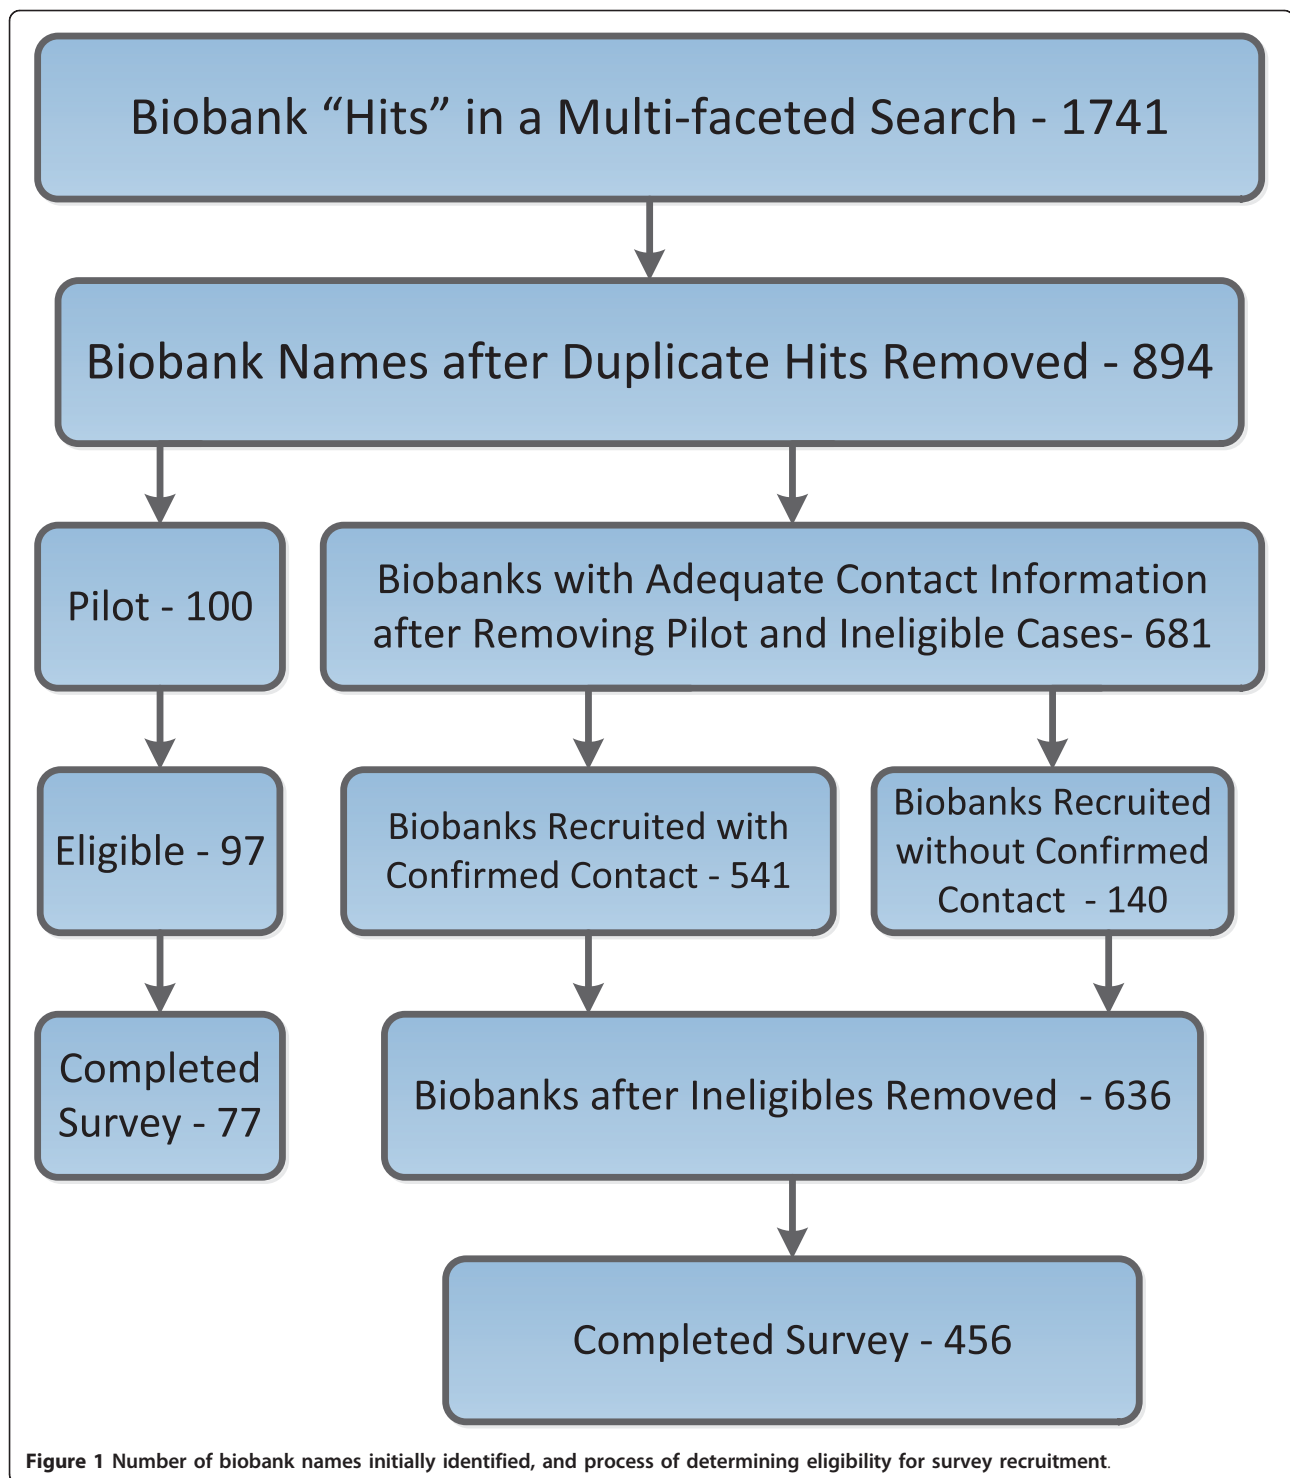 Biobank “Hits” in a Multi-faceted Search - 1741
Biobank Names after Duplicate Hits Removed - 894
Pilot - 100
Biobanks with Adequate Contact Information
after Removing Pilot and Ineligible Cases- 681
Eligible - 97
Biobanks Recruited with
Confirmed Contact - 541
Biobanks Recruited
without Confirmed
Contact - 140
Completed
Survey - 77
Biobanks after Ineligibles Removed - 636
Completed Survey - 456
Figure 1 Number of biobank names initially identified, and process of determining eligibility for survey recruitment.